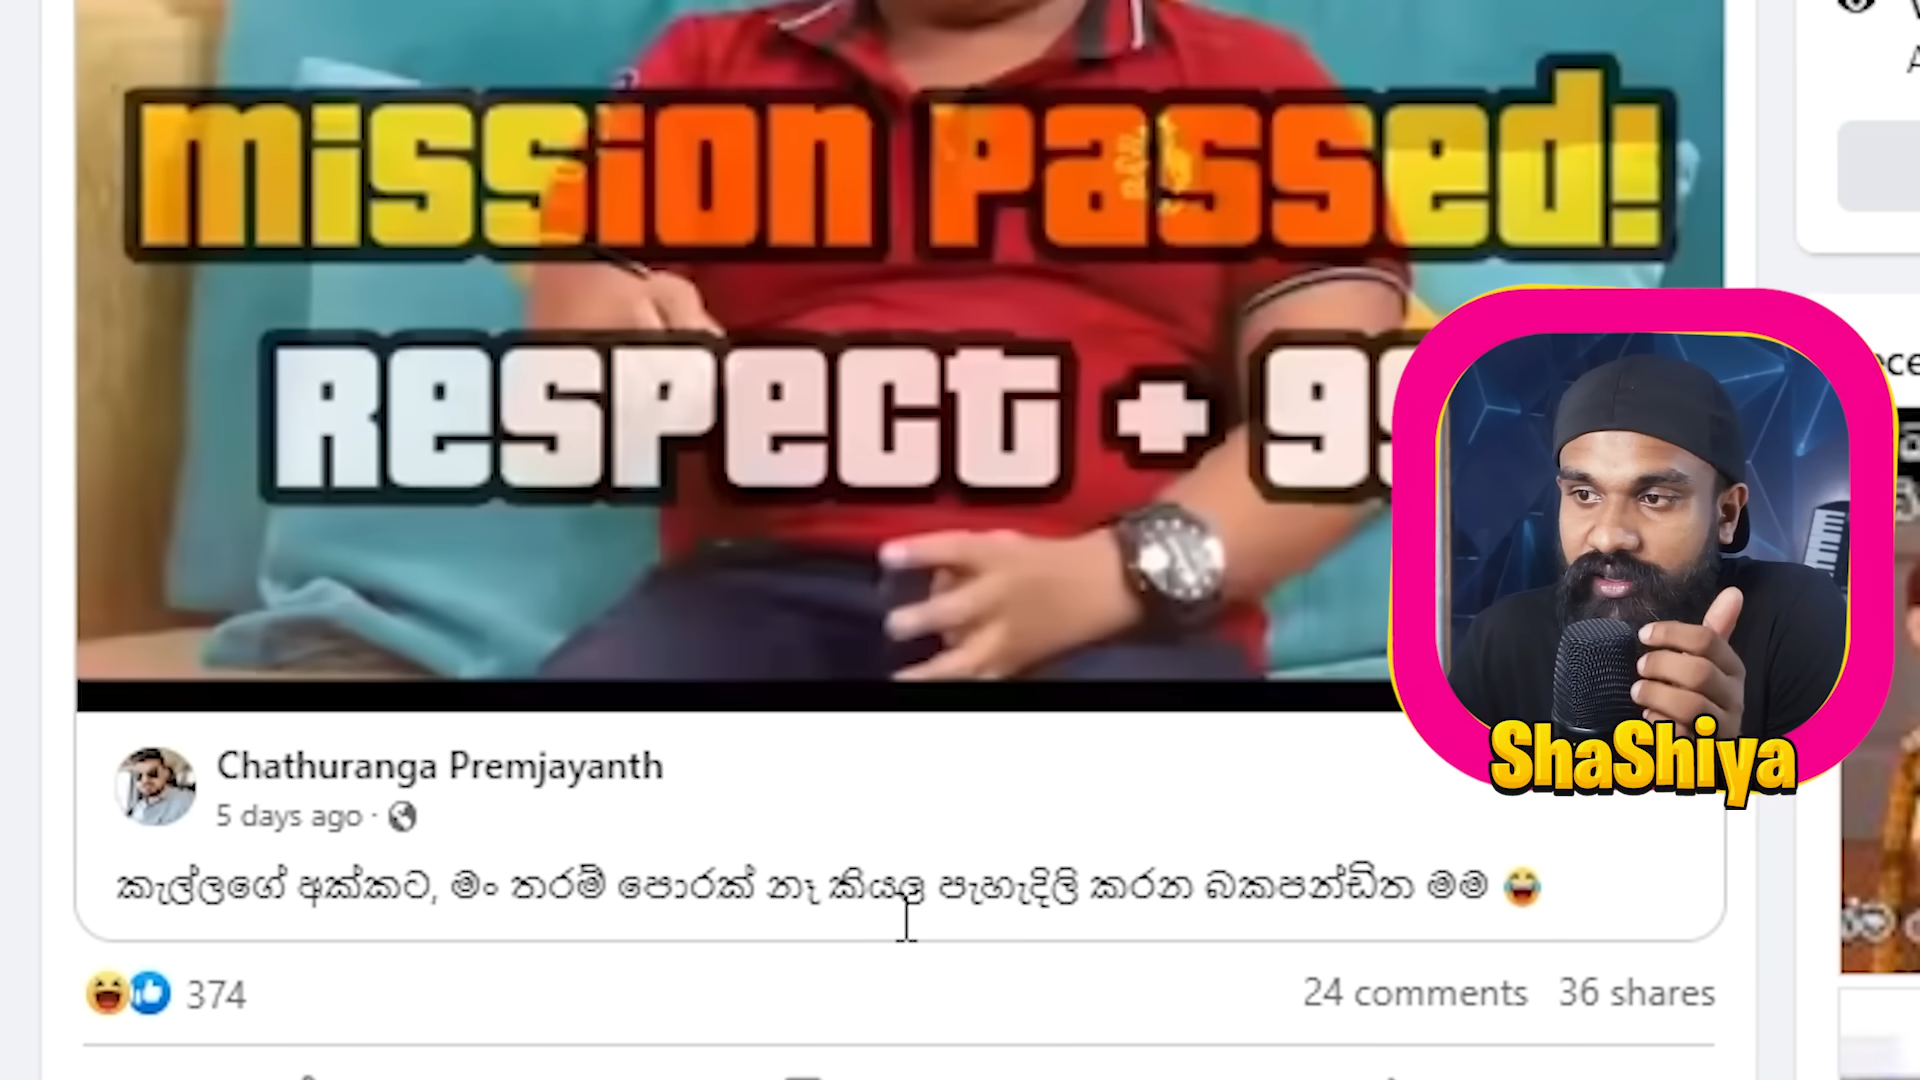 mission passed!
Respect +
ShaShiya
Chathuranga Premjayanth
5 days ago ·
කැල්ලගේ අක්කට, මං තරම් පොරක් නෑ කියල පැහැදිලි කරන බකපන්ඩිත මම 😂
374
24 comments 36 shares